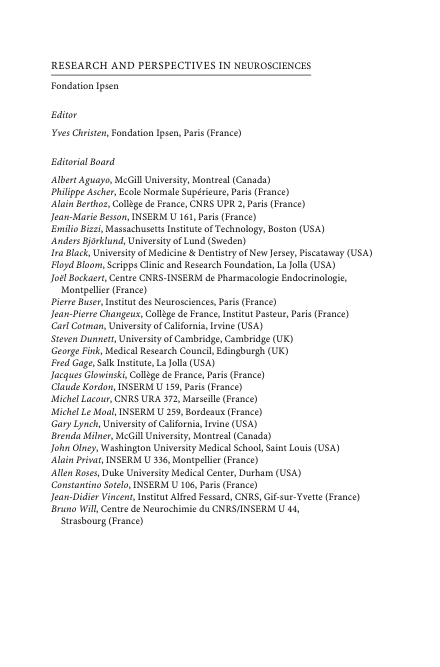 RESEARCH AND PERSPECTIVES IN NEUROSCIENCES
Fondation Ipsen
Editor
Yves Christen, Fondation Ipsen, Paris (France)
Editorial Board
Albert Aguayo, McGill University, Montreal (Canada)
Philippe Ascher, Ecole Normale Supérieure, Paris (France)
Alain Berthoz, Collège de France, CNRS UPR 2, Paris (France)
Jean-Marie Besson, INSERM U 161, Paris (France)
Emilio Bizzi, Massachusetts Institute of Technology, Boston (USA)
Anders Björklund, University of Lund (Sweden)
Ira Black, University of Medicine & Dentistry of New Jersey, Piscataway (USA)
Floyd Bloom, Scripps Clinic and Research Foundation, La Jolla (USA)
Joël Bockaert, Centre CNRS-INSERM de Pharmacologie Endocrinologie,
Montpellier (France)
Pierre Buser, Institut des Neurosciences, Paris (France)
Jean-Pierre Changeux, Collège de France, Institut Pasteur, Paris (France)
Carl Cotman, University of California, Irvine (USA)
Steven Dunnett, University of Cambridge, Cambridge (UK)
George Fink, Medical Research Council, Edingburgh (UK)
Fred Gage, Salk Institute, La Jolla (USA)
Jacques Glowinski, Collège de France, Paris (France)
Claude Kordon, INSERM U 159, Paris (France)
Michel Lacour, CNRS URA 372, Marseille (France)
Michel Le Moal, INSERM U 259, Bordeaux (France)
Gary Lynch, University of California, Irvine (USA)
Brenda Milner, McGill University, Montreal (Canada)
John Olney, Washington University Medical School, Saint Louis (USA)
Alain Privat, INSERM U 336, Montpellier (France)
Allen Roses, Duke University Medical Center, Durham (USA)
Constantino Sotelo, INSERM U 106, Paris (France)
Jean-Didier Vincent, Institut Alfred Fessard, CNRS, Gif-sur-Yvette (France)
Bruno Will, Centre de Neurochimie du CNRS/INSERM U 44,
Strasbourg (France)